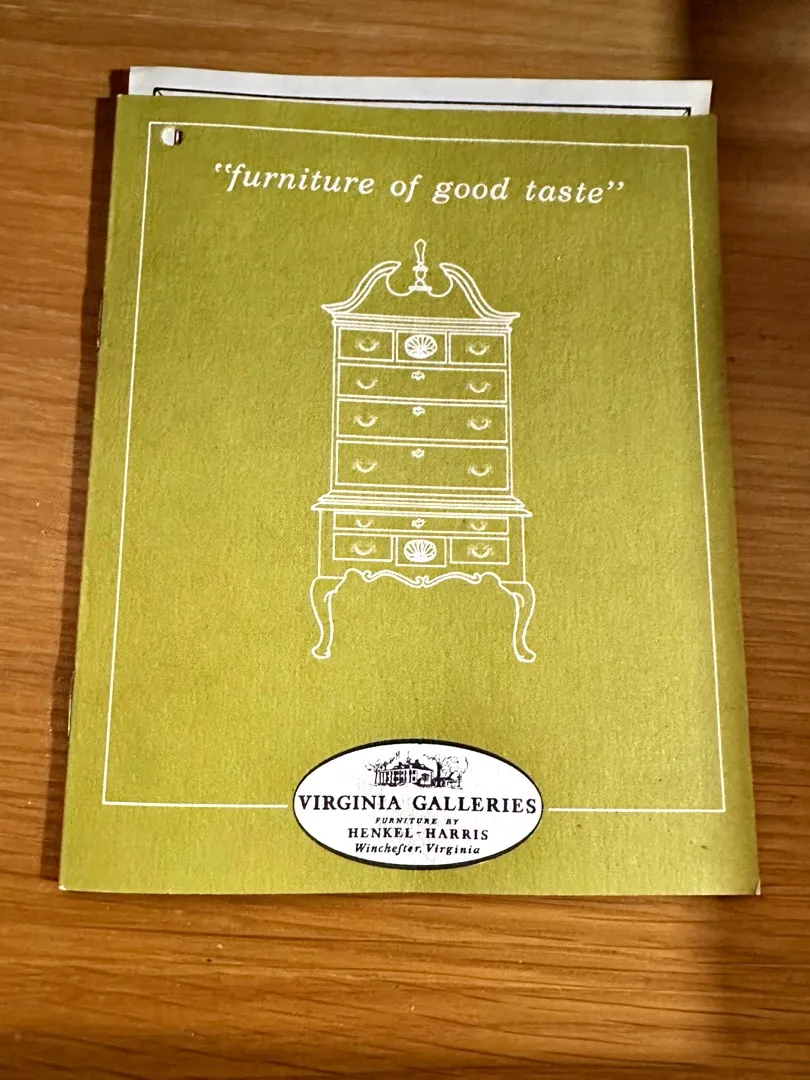 “furniture of good taste”
VIRGINIA GALLERIES
FURNITURE BY
HENKEL-HARRIS
Wincheſter, Virginia